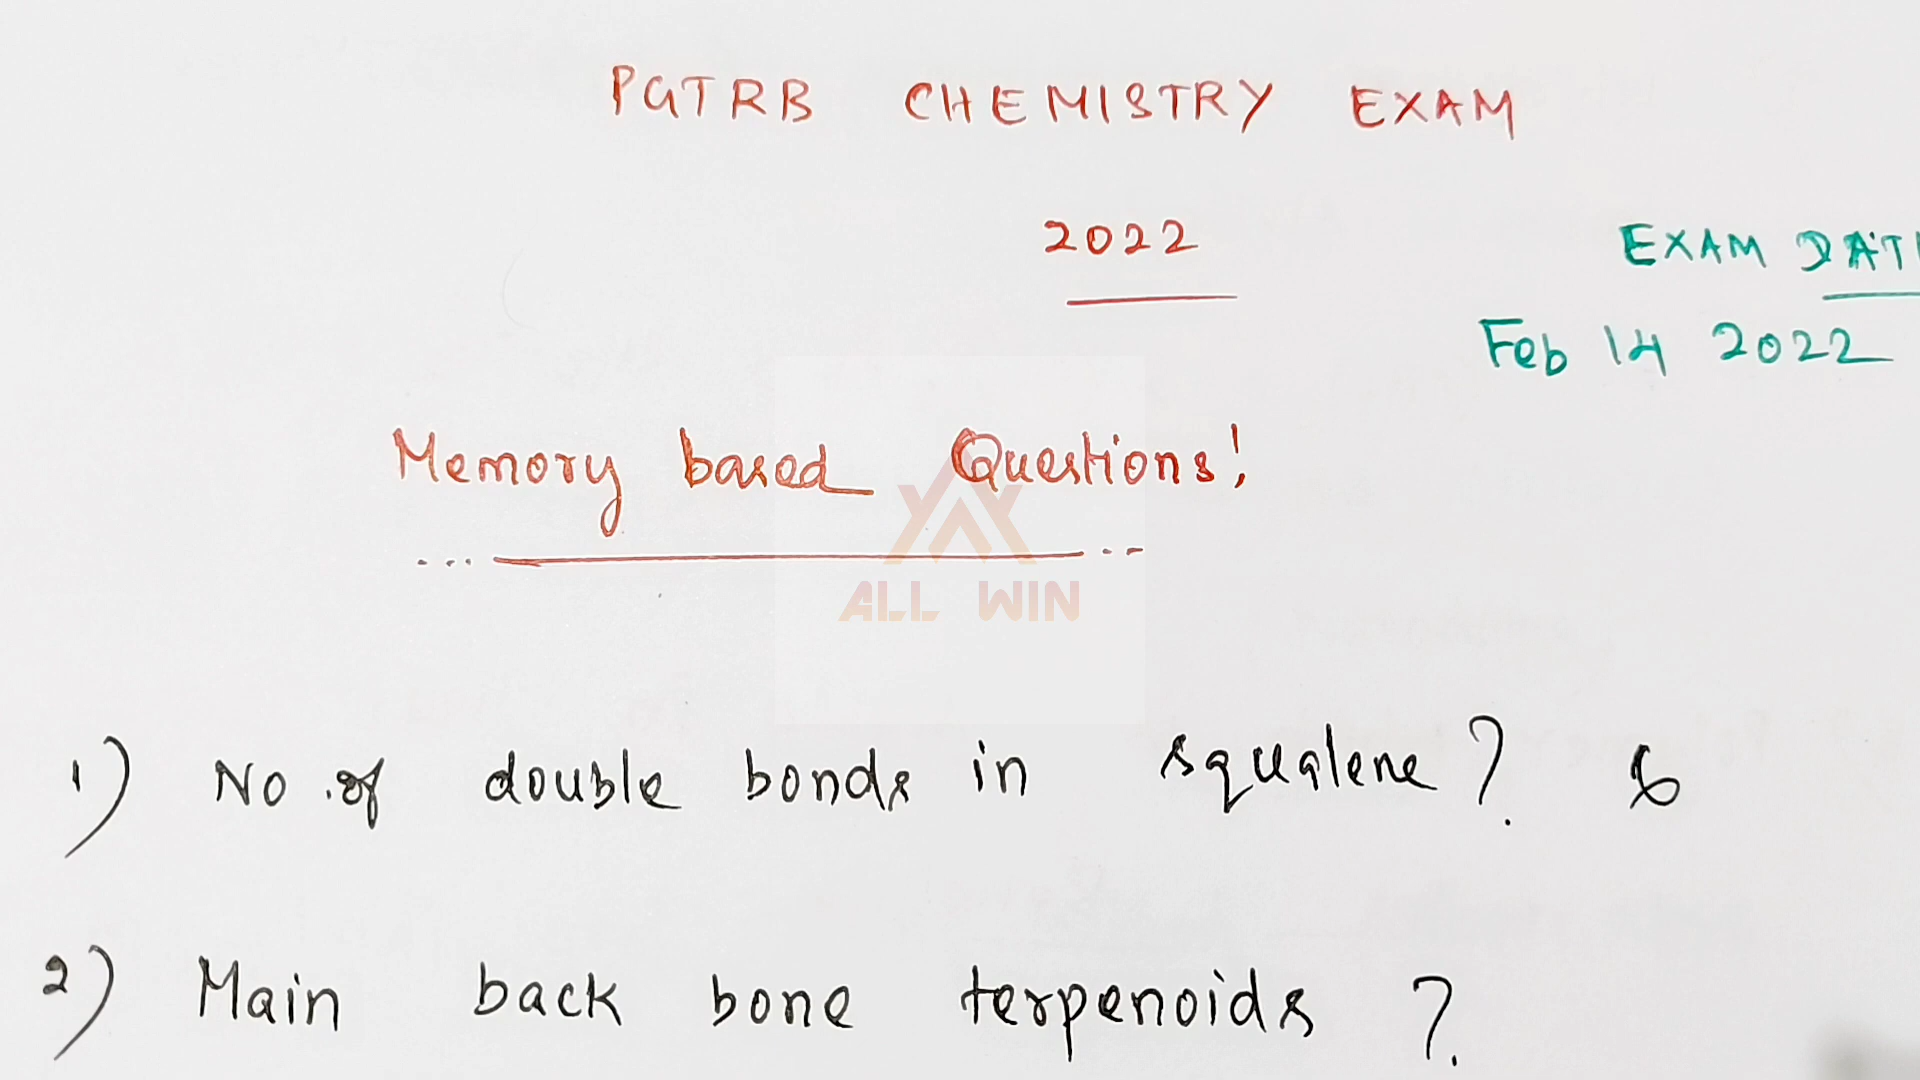 PGTRB CHEMISTRY EXAM
2022
EXAM DAT
Feb 14 2022
Memory based Questions!
ALL WIN
1) No. of double bonds in squalene? 6
2) Main back bone terpenoids?